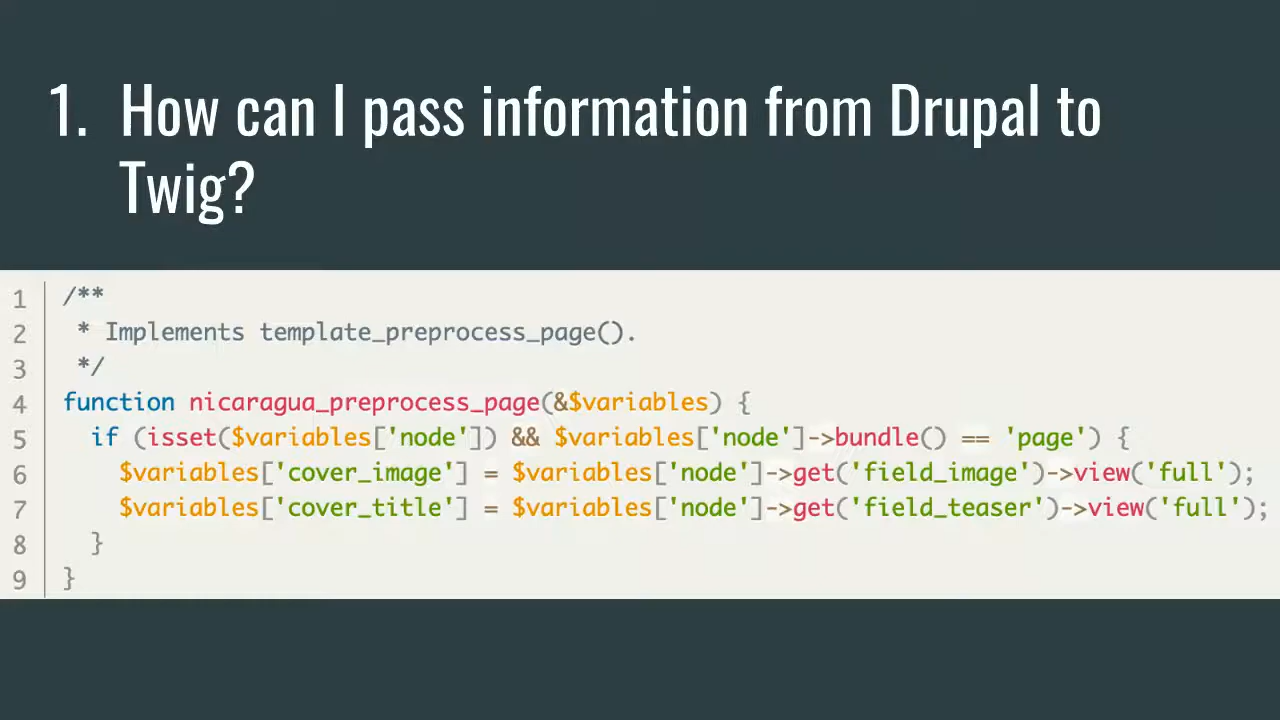 1. How can I pass information from Drupal to
Twig?
1 /**
2  * Implements template_preprocess_page().
3  */
4 function nicaragua_preprocess_page(&$variables) {
5   if (isset($variables['node']) && $variables['node']->bundle() == 'page') {
6     $variables['cover_image'] = $variables['node']->get('field_image')->view('full');
7     $variables['cover_title'] = $variables['node']->get('field_teaser')->view('full');
8   }
9 }